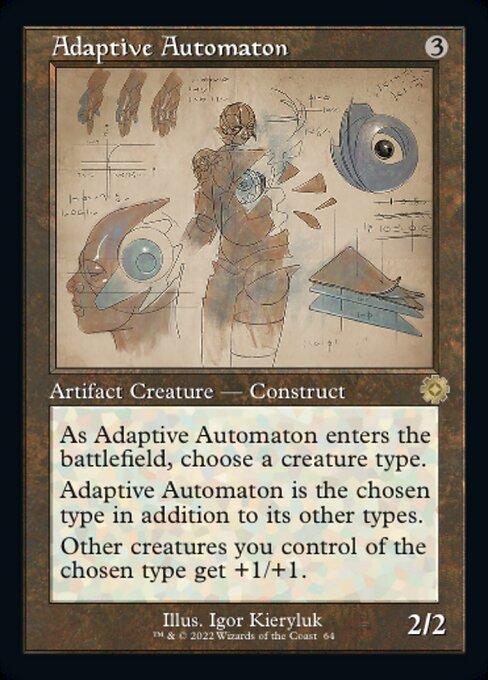 Adaptive Automaton 3
Artifact Creature — Construct
As Adaptive Automaton enters the
battlefield, choose a creature type.
Adaptive Automaton is the chosen
type in addition to its other types.
Other creatures you control of the
chosen type get +1/+1.
Illus. Igor Kieryluk
™ & © 2022 Wizards of the Coast 64
2/2